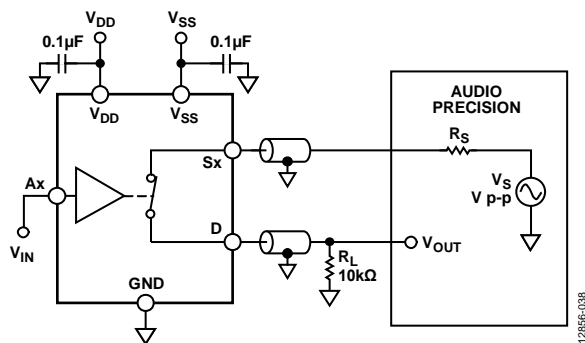 VDD
VSS
0.1µF
0.1µF
VDD
VSS
AUDIO
PRECISION
RS
Sx
VS
V p-p
Ax
D
VOUT
VIN
RL
10kΩ
GND
12856-038